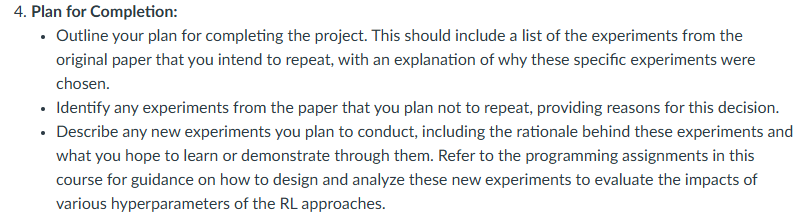 4. Plan for Completion:
• Outline your plan for completing the project. This should include a list of the experiments from the
original paper that you intend to repeat, with an explanation of why these specific experiments were
chosen.
• Identify any experiments from the paper that you plan not to repeat, providing reasons for this decision.
• Describe any new experiments you plan to conduct, including the rationale behind these experiments and
what you hope to learn or demonstrate through them. Refer to the programming assignments in this
course for guidance on how to design and analyze these new experiments to evaluate the impacts of
various hyperparameters of the RL approaches.